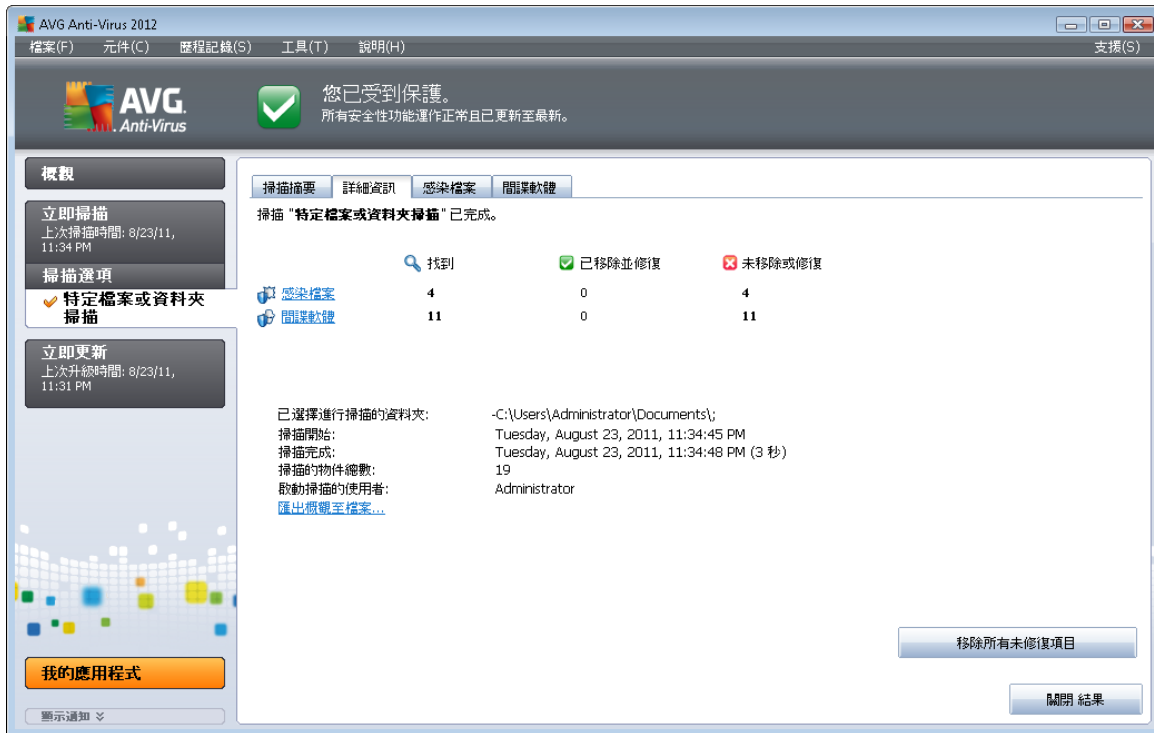 AVG Anti-Virus 2012
檔案(F) 元件(C) 歷程記錄(S) 工具(T) 說明(H) 支援(S)
AVG.
Anti-Virus
您已受到保護。
所有安全性功能運作正常且已更新至最新。
概觀
立即掃描
上次掃描時間: 8/23/11,
11:34 PM
掃描選項
特定檔案或資料夾
掃描
立即更新
上次升級時間: 8/23/11,
11:31 PM
我的應用程式
顯示通知
掃描摘要 詳細資訊 感染檔案 間諜軟體
掃描 "特定檔案或資料夾掃描" 已完成。
找到 已移除並修復 未移除或修復
感染檔案 4 0 4
間諜軟體 11 0 11
已選擇進行掃描的資料夾: -C:\Users\Administrator\Documents\;
掃描開始: Tuesday, August 23, 2011, 11:34:45 PM
掃描完成: Tuesday, August 23, 2011, 11:34:48 PM (3 秒)
掃描的物件總數: 19
啟動掃描的使用者: Administrator
匯出概觀至檔案...
移除所有未修復項目
關閉 結果